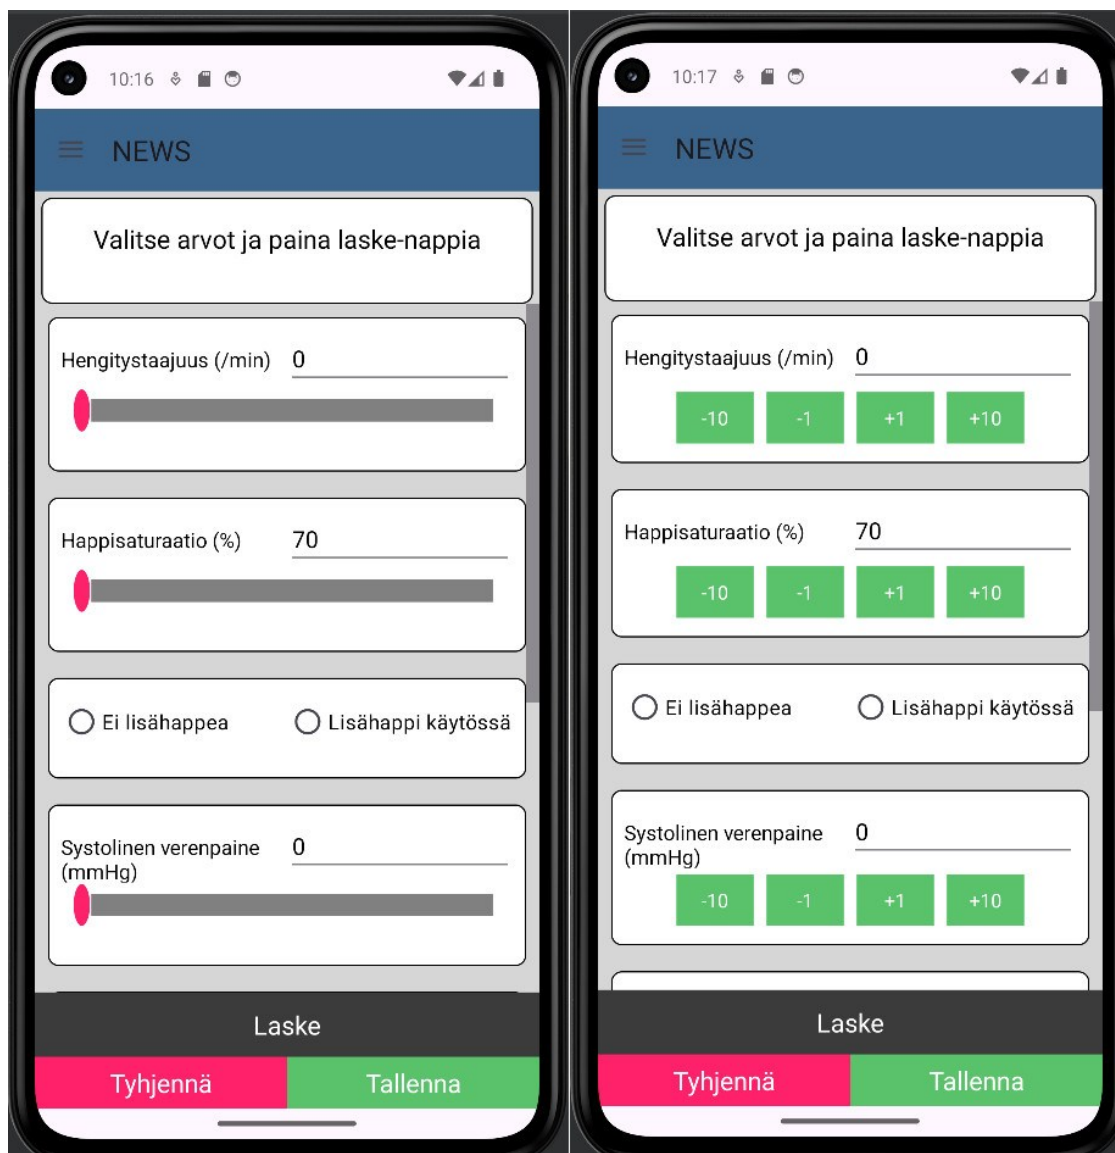 10:16
NEWS
Valitse arvot ja paina laske-nappia
Hengitystaajuus (/min) 0
Happisaturaatio (%) 70
Ei lisähappea Lisähappi käytössä
Systolinen verenpaine 0
(mmHg)
Laske
Tyhjennä Tallenna
10:17
NEWS
Valitse arvot ja paina laske-nappia
Hengitystaajuus (/min) 0
-10 -1 +1 +10
Happisaturaatio (%) 70
-10 -1 +1 +10
Ei lisähappea Lisähappi käytössä
Systolinen verenpaine 0
(mmHg)
-10 -1 +1 +10
Laske
Tyhjennä Tallenna